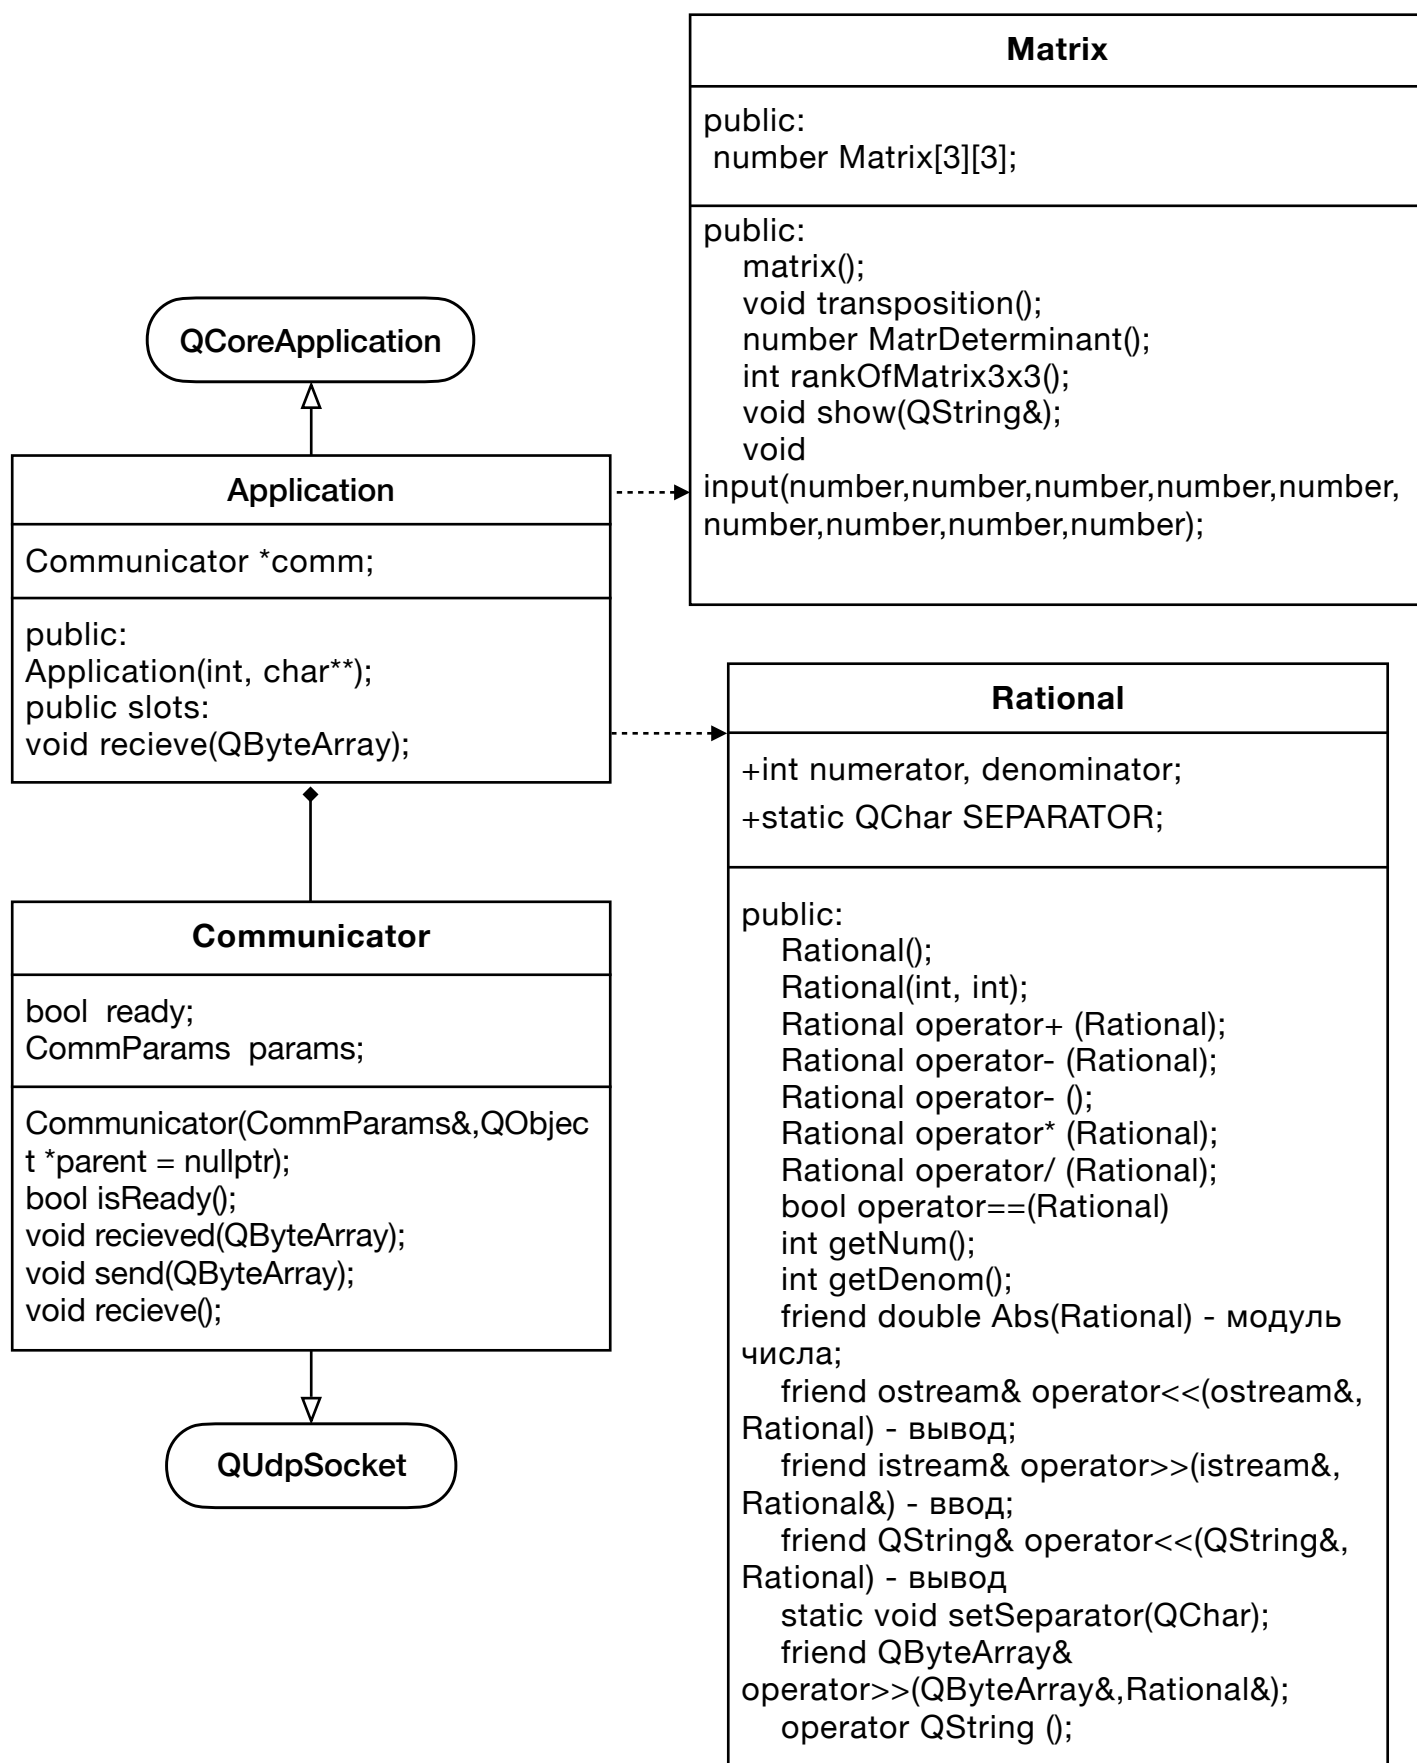 Matrix
public:
number Matrix[3][3];
public:
matrix();
void transposition();
number MatrDeterminant();
int rankOfMatrix3x3();
void show(QString&);
void
input(number,number,number,number,number,
number,number,number,number);
QCoreApplication
Application
Communicator *comm;
public:
Application(int, char**);
public slots:
void recieve(QByteArray);
Communicator
bool ready;
CommParams params;
Communicator(CommParams&,QObjec
t *parent = nullptr);
bool isReady();
void recieved(QByteArray);
void send(QByteArray);
void recieve();
QUdpSocket
Rational
+int numerator, denominator;
+static QChar SEPARATOR;
public:
Rational();
Rational(int, int);
Rational operator+ (Rational);
Rational operator- (Rational);
Rational operator- ();
Rational operator* (Rational);
Rational operator/ (Rational);
bool operator==(Rational)
int getNum();
int getDenom();
friend double Abs(Rational) - модуль
числа;
friend ostream& operator<<(ostream&,
Rational) - вывод;
friend istream& operator>>(istream&,
Rational&) - ввод;
friend QString& operator<<(QString&,
Rational) - вывод
static void setSeparator(QChar);
friend QByteArray&
operator>>(QByteArray&,Rational&);
operator QString ();